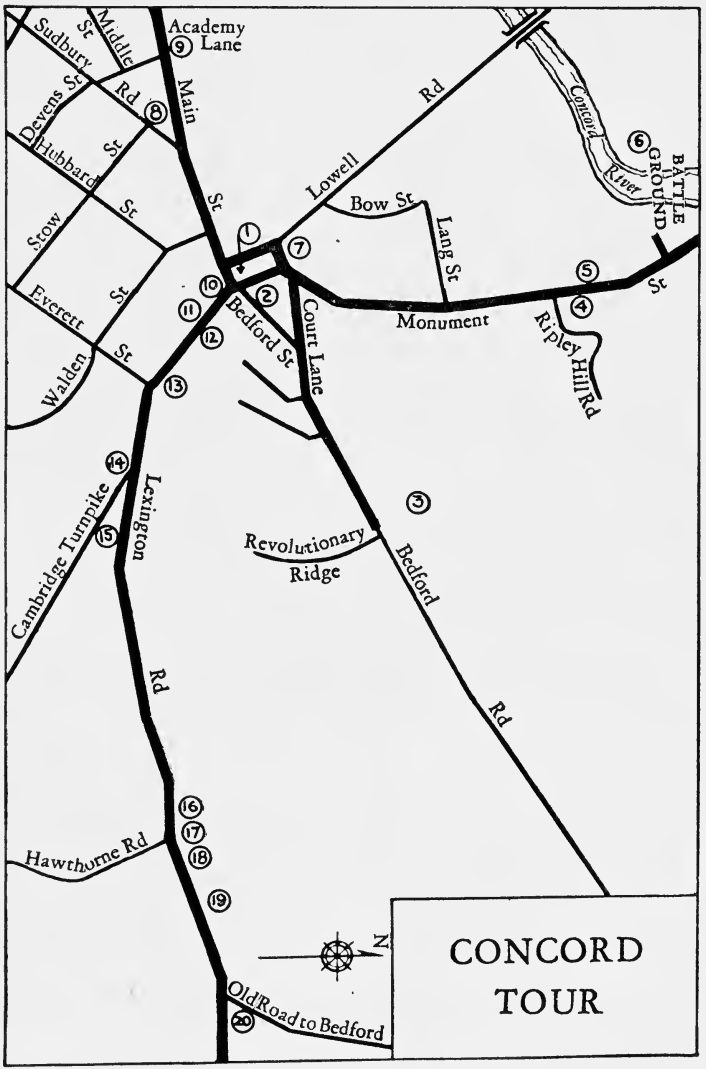 Middle
St
Academy
Lane
9
Sudbury
Rd
8
Main
St
Devens St
Hubbard
St
St
Stow
Everett
St
St
Walden
Lowell
Rd
Concord
River
6
BATTLE
GROUND
Bow St
Lang St
1
7
10
2
11
12
Bedford St
Court Lane
13
Monument
St
5
4
Ripley
Hill Rd
14
Cambridge Turnpike
15
Lexington
Rd
3
Revolutionary
Ridge
Bedford
Rd
16
17
18
Hawthorne Rd
19
N
Old Road to Bedford
20
CONCORD
TOUR